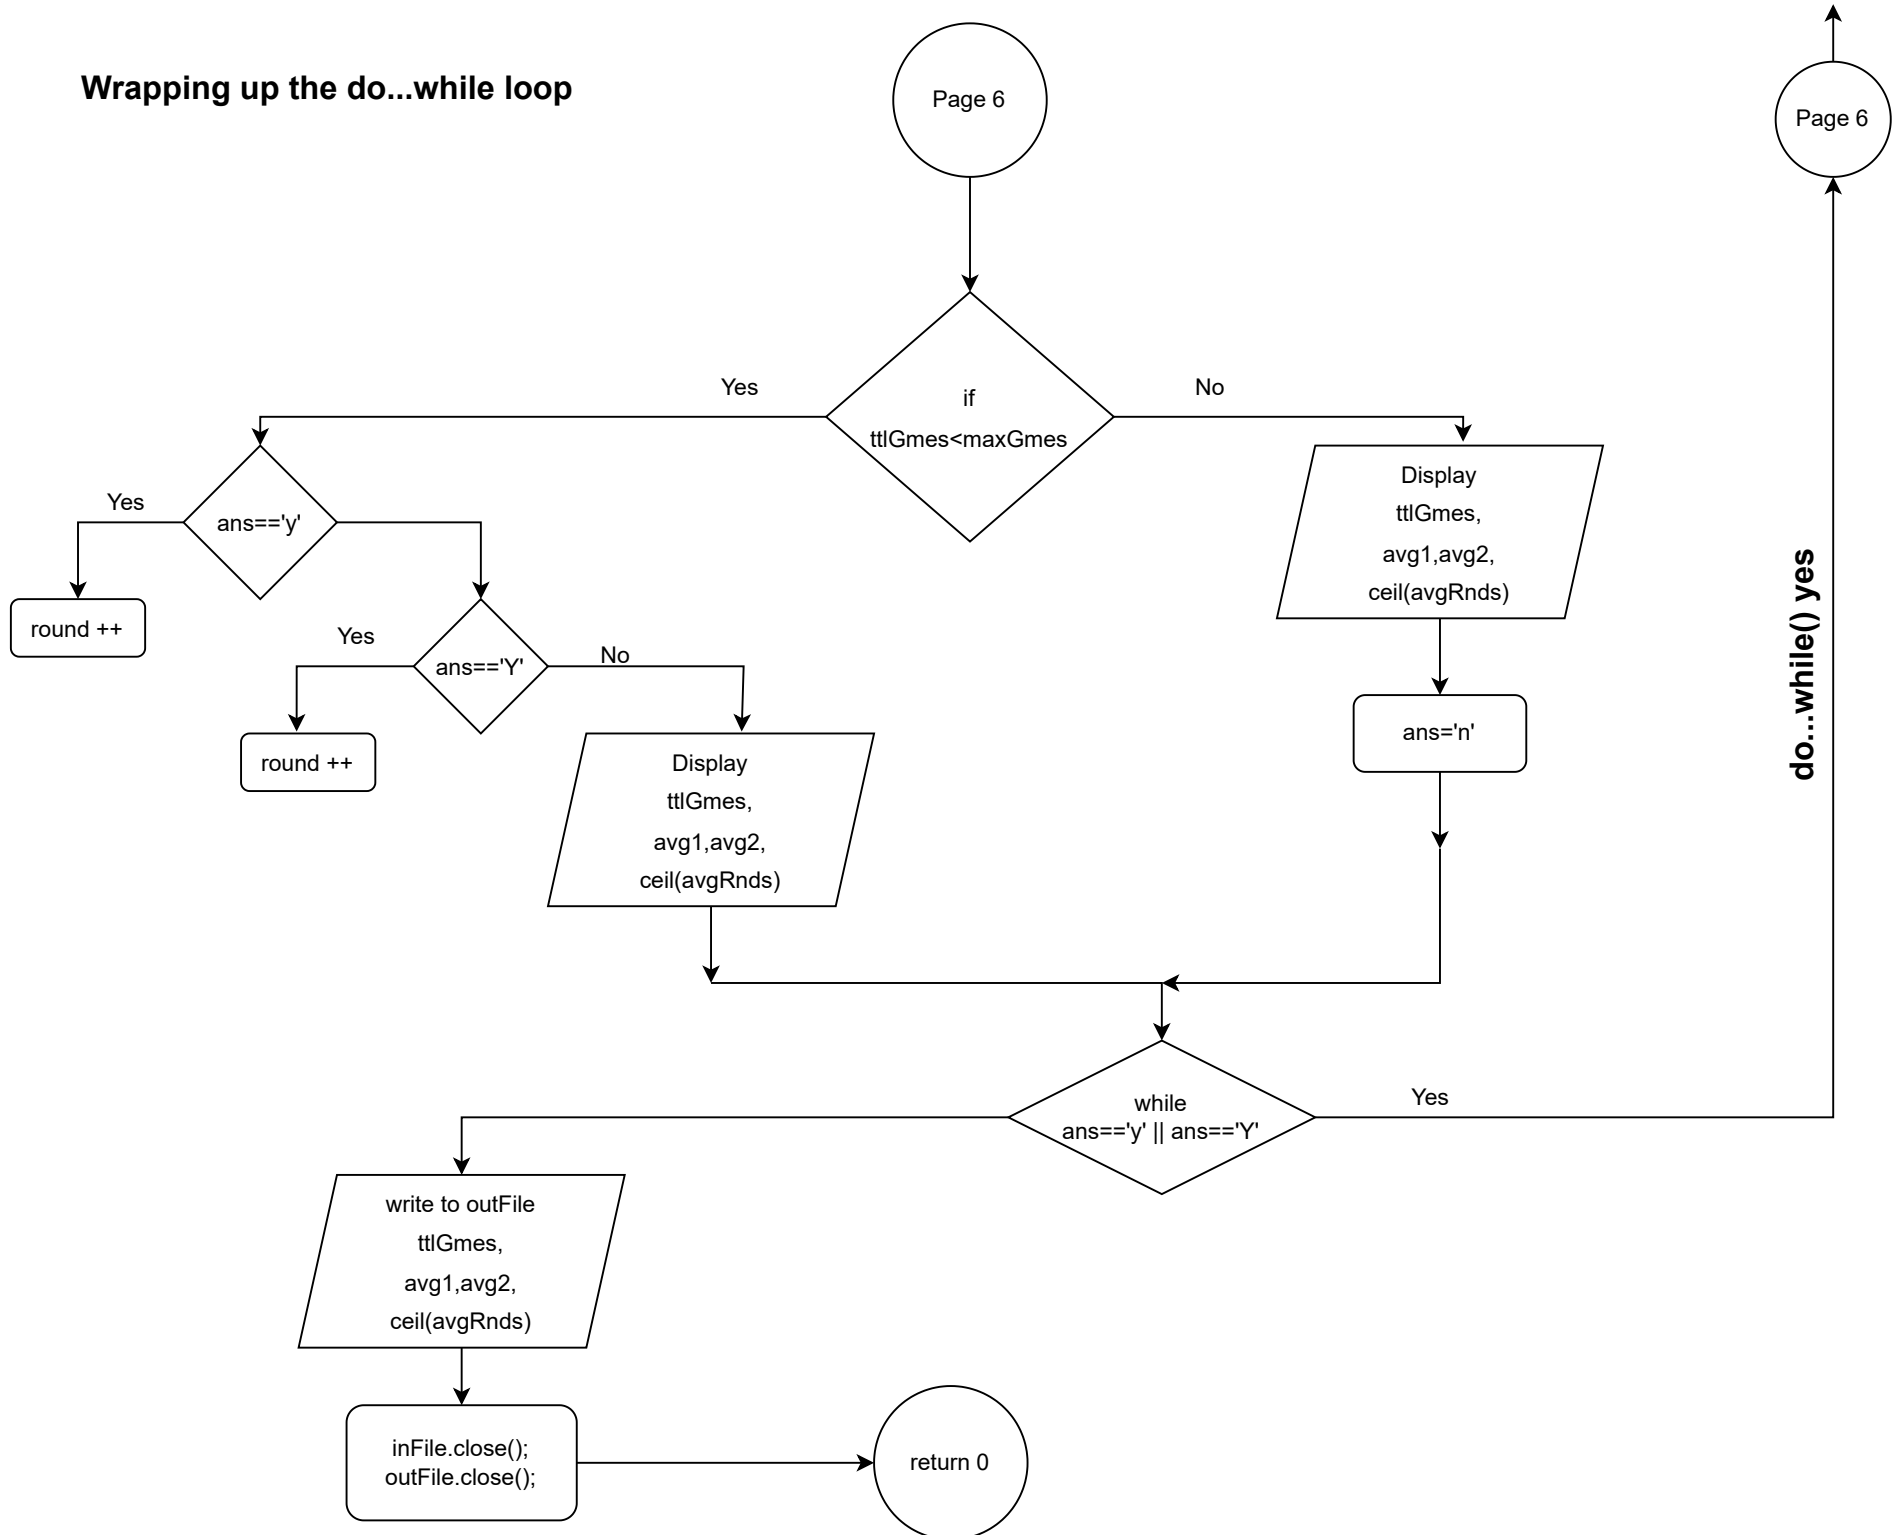 Wrapping up the do...while loop
Page 6
Page 6
Yes
No
if
ttlGmes<maxGmes
Yes
ans=='y'
round ++
Yes
ans=='Y'
No
round ++
Display
ttlGmes,
avg1,avg2,
ceil(avgRnds)
Display
ttlGmes,
avg1,avg2,
ceil(avgRnds)
ans='n'
do...while() yes
while
ans=='y' || ans=='Y'
Yes
write to outFile
ttlGmes,
avg1,avg2,
ceil(avgRnds)
inFile.close();
outFile.close();
return 0